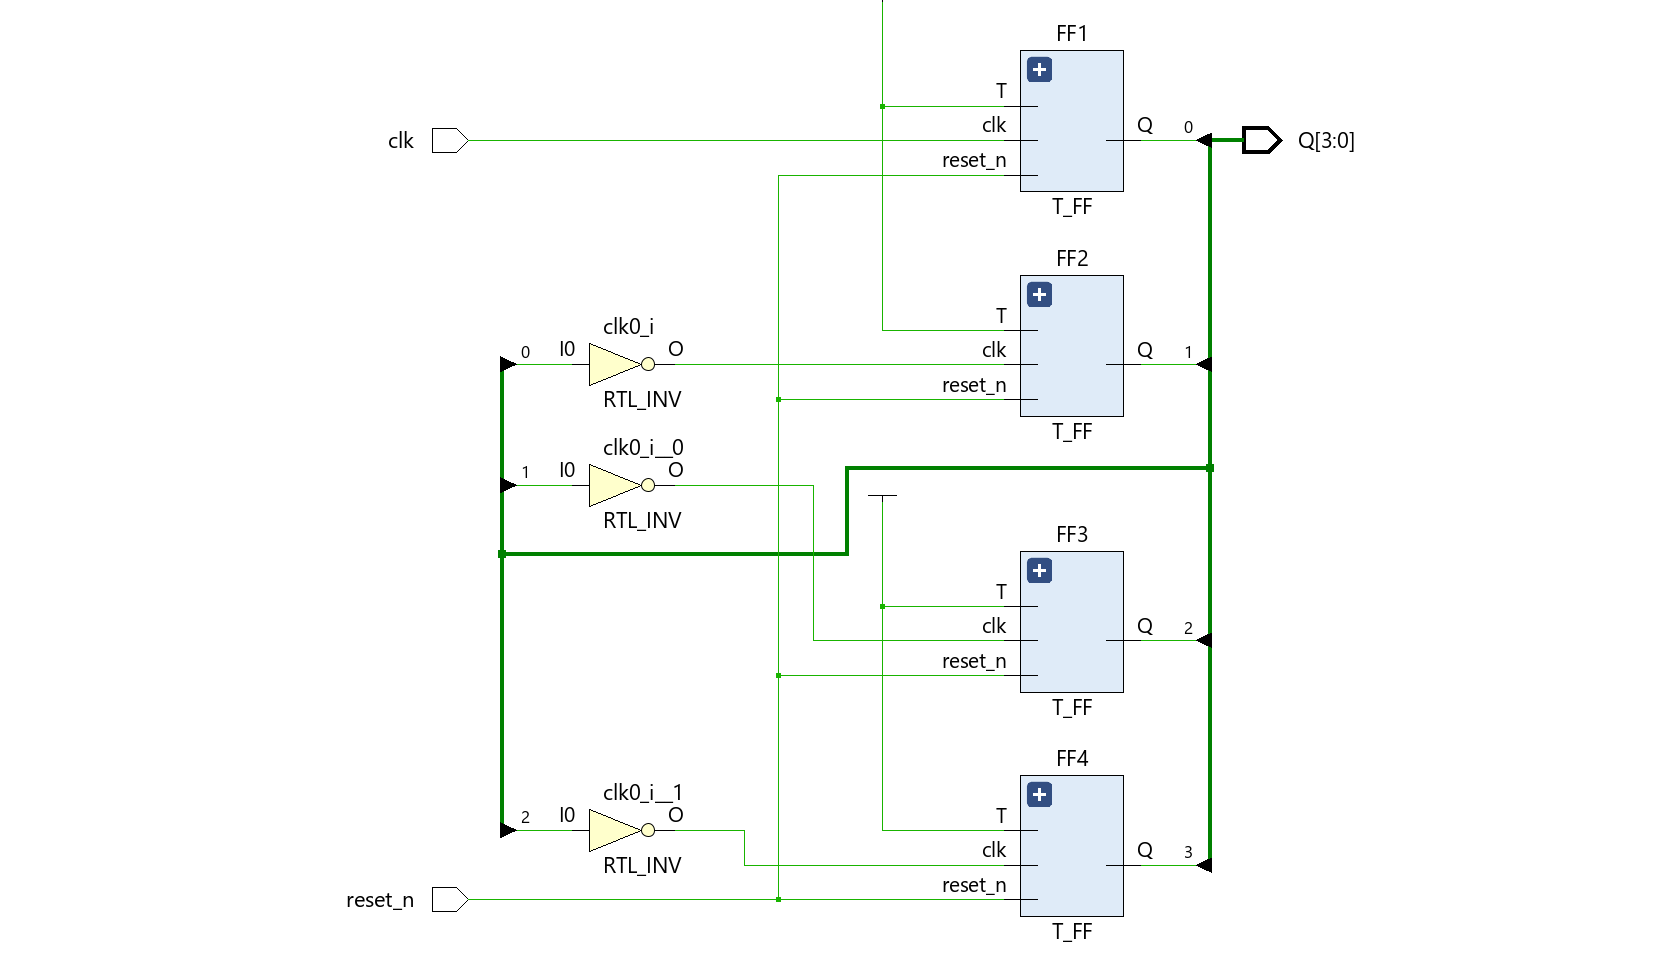 FF1
T
clk
clk
Q
0
Q[3:0]
reset_n
T_FF
FF2
T
clk0_i
0
I0
O
clk
Q
1
reset_n
RTL_INV
T_FF
clk0_i__0
1
I0
O
RTL_INV
FF3
T
clk
Q
2
reset_n
T_FF
FF4
clk0_i__1
2
I0
O
T
RTL_INV
clk
Q
3
reset_n
reset_n
T_FF